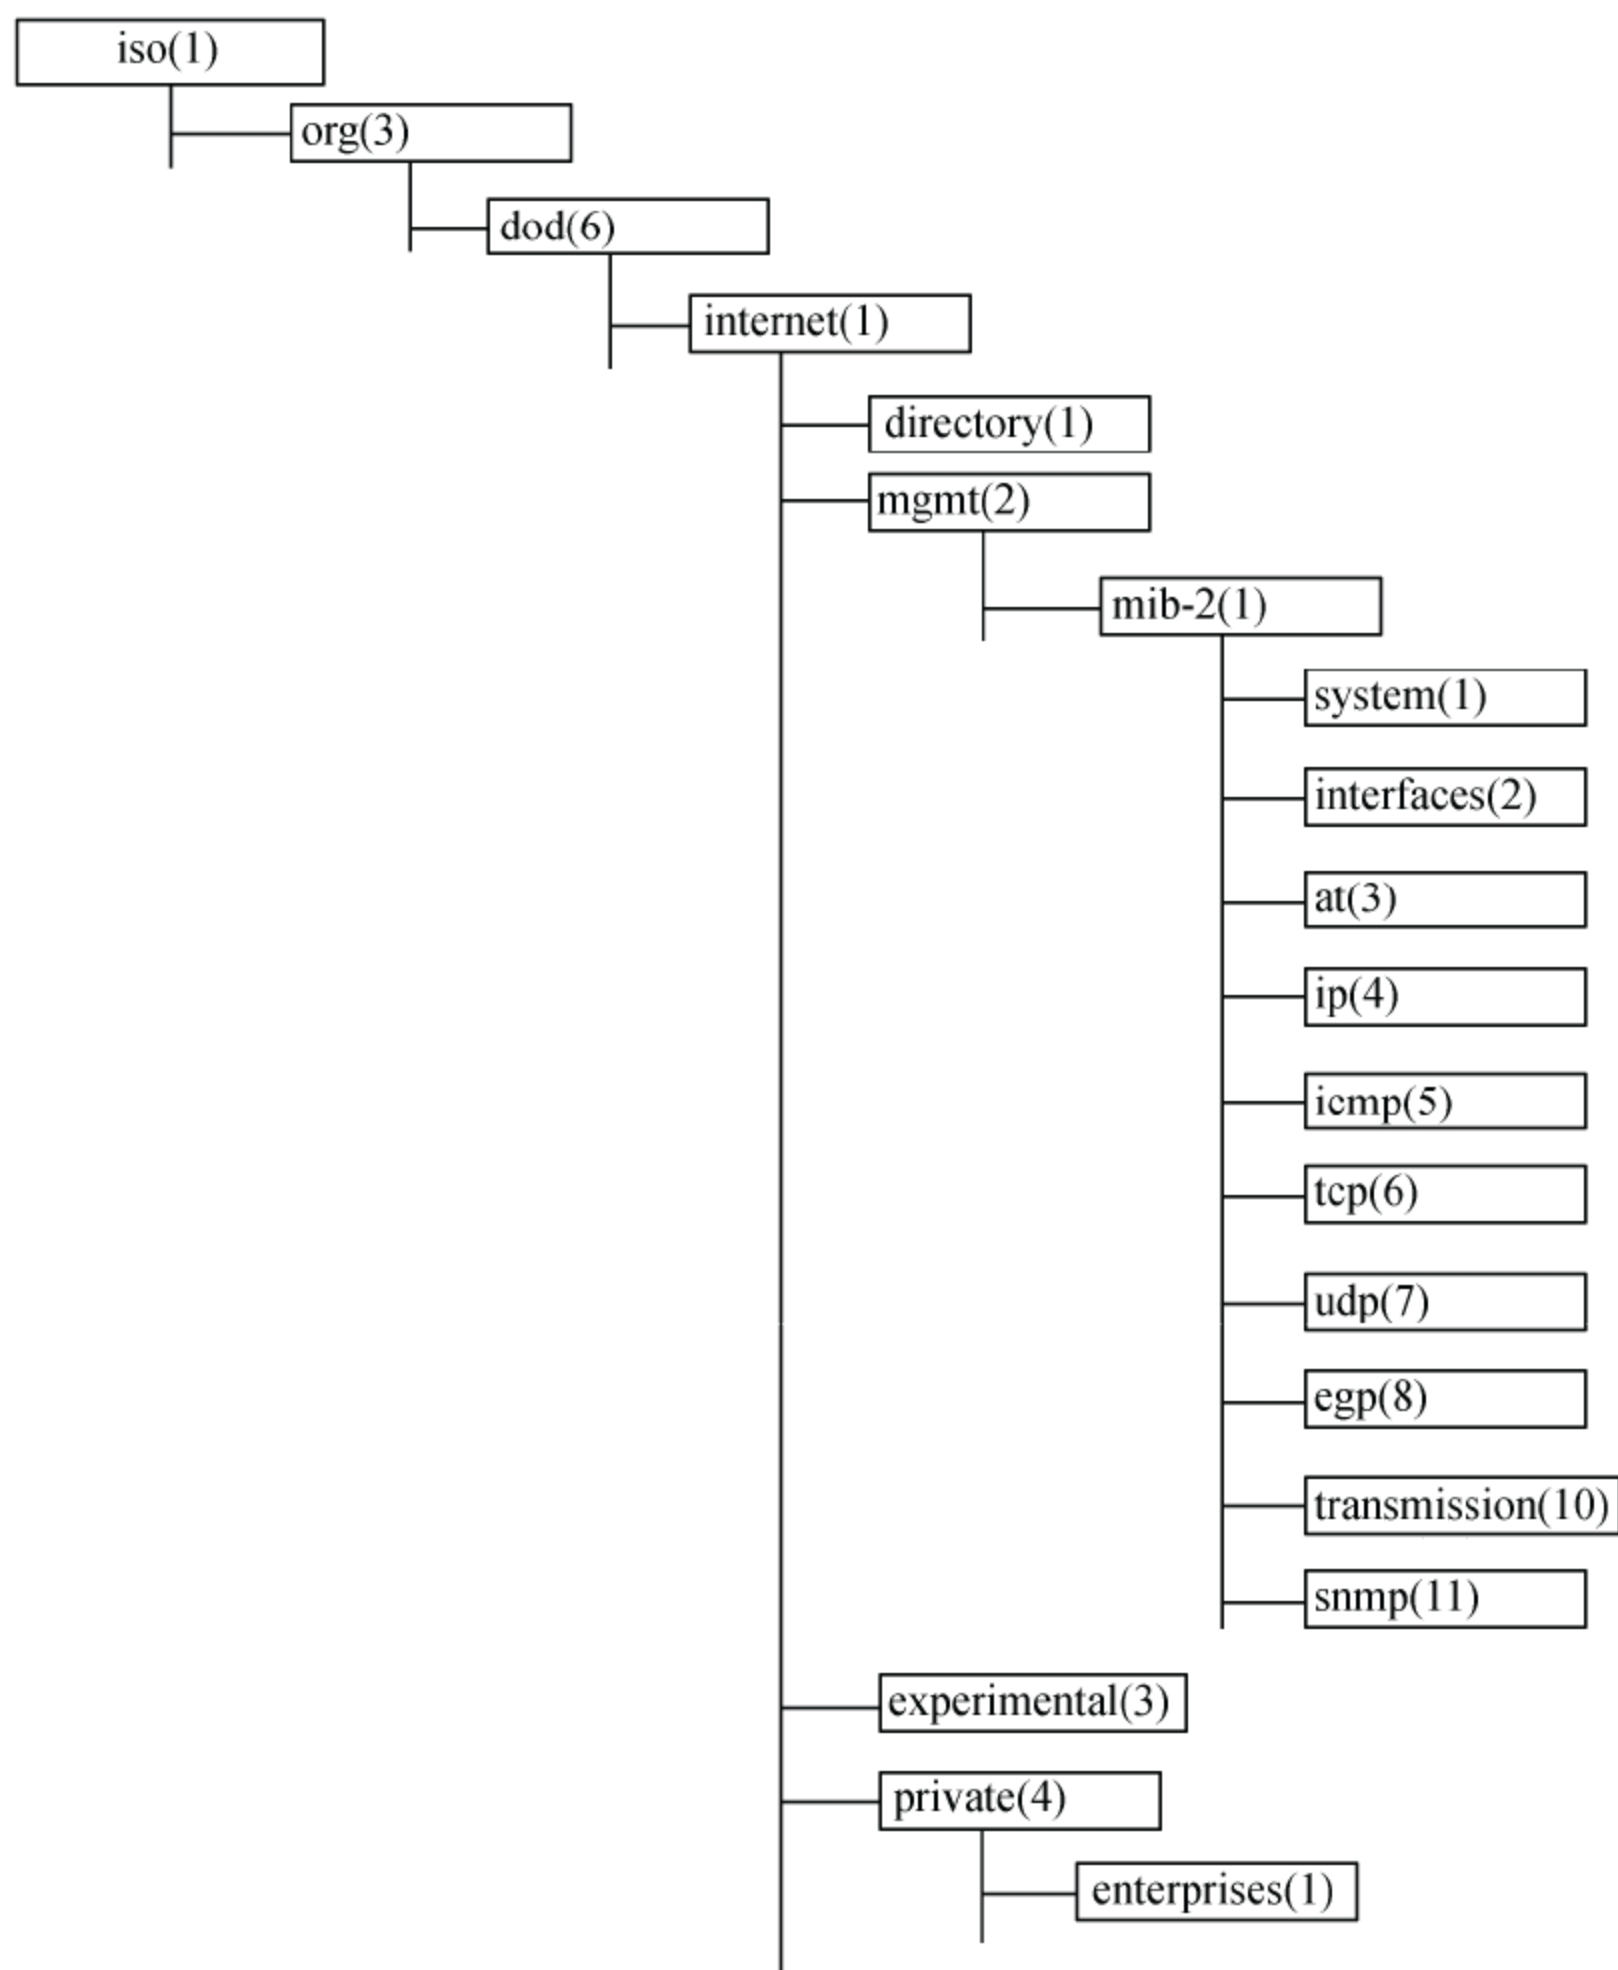 iso(1)
org(3)
dod(6)
internet(1)
directory(1)
mgmt(2)
mib-2(1)
system(1)
interfaces(2)
at(3)
ip(4)
icmp(5)
tcp(6)
udp(7)
egp(8)
transmission(10)
snmp(11)
experimental(3)
private(4)
enterprises(1)